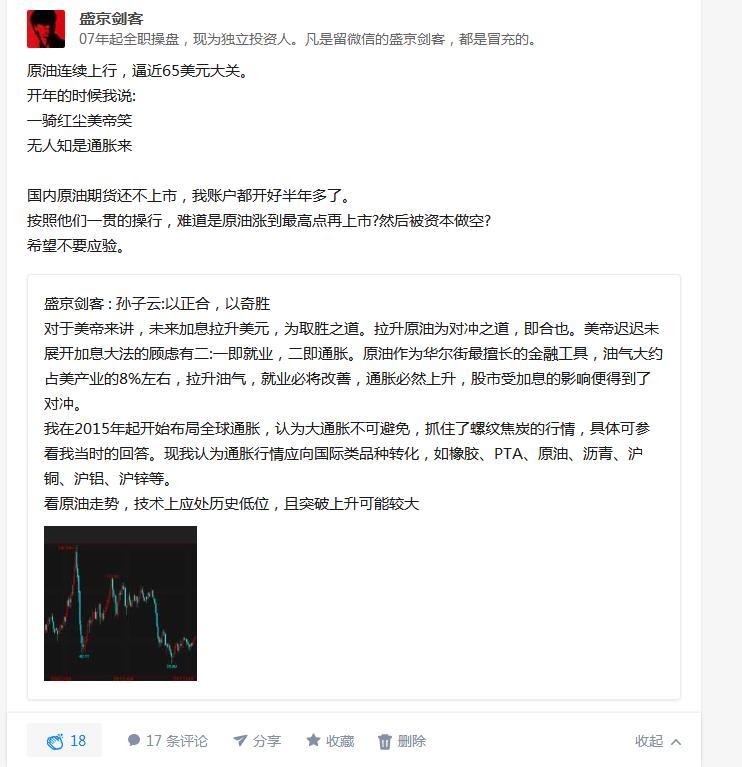 盛京剑客
07年起全职操盘，现为独立投资人。凡是留微信的盛京剑客，都是冒充的。
原油连续上行，逼近65美元大关。
开年的时候我说:
一骑红尘美帝笑
无人知是通胀来
国内原油期货还不上市，我账户都开好半年多了。
按照他们一贯的操行，难道是原油涨到最高点再上市?然后被资本做空?
希望不要应验。
盛京剑客 : 孙子云:以正合，以奇胜
对于美帝来讲，未来加息拉升美元，为取胜之道。拉升原油为对冲之道，即合也。美帝迟迟未
展开加息大法的顾虑有二:一即就业，二即通胀。原油作为华尔街最擅长的金融工具，油气大约
占美产业的8%左右，拉升油气，就业必将改善，通胀必然上升，股市受加息的影响便得到了
对冲。
我在2015年起开始布局全球通胀，认为大通胀不可避免，抓住了螺纹焦炭的行情，具体可参
看我当时的回答。现我认为通胀行情应向国际类品种转化，如橡胶、PTA、原油、沥青、沪
铜、沪铝、沪锌等。
看原油走势，技术上应处历史低位，且突破上升可能较大
18
17 条评论
分享
收藏
删除
收起